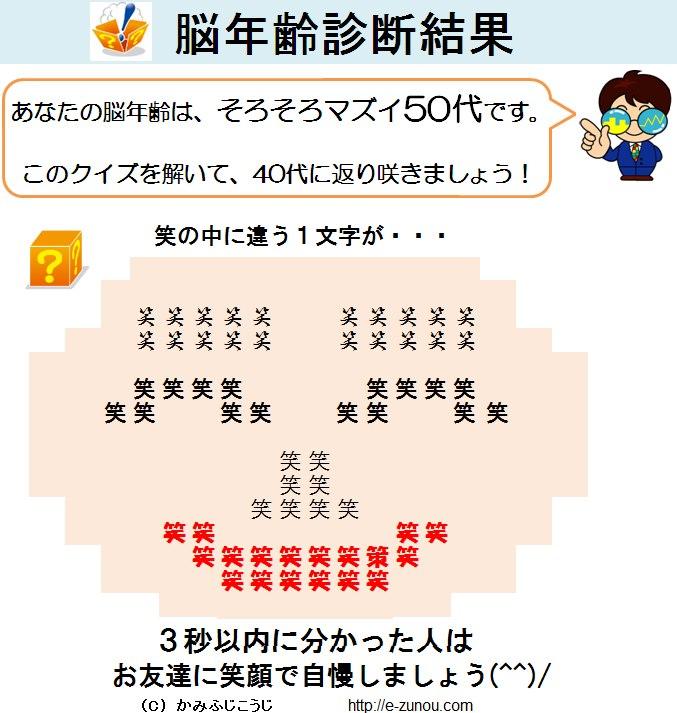 脳年齢診断結果
あなたの脳年齢は、そろそろマズイ50代です。
このクイズを解いて、40代に返り咲きましょう!
笑の中に違う1文字が・・・
笑笑笑笑笑 笑笑笑笑笑
笑笑笑笑笑 笑笑笑笑笑
笑笑笑笑 笑笑笑笑
笑笑 笑笑 笑笑 笑笑
笑笑
笑笑
笑笑笑笑
笑笑 笑笑
笑笑笑笑笑笑策笑
笑笑笑笑笑笑
3秒以内に分かった人は
お友達に笑顔で自慢しましょう(^^)/
(C) かみふじこうじ http://e-zunou.com